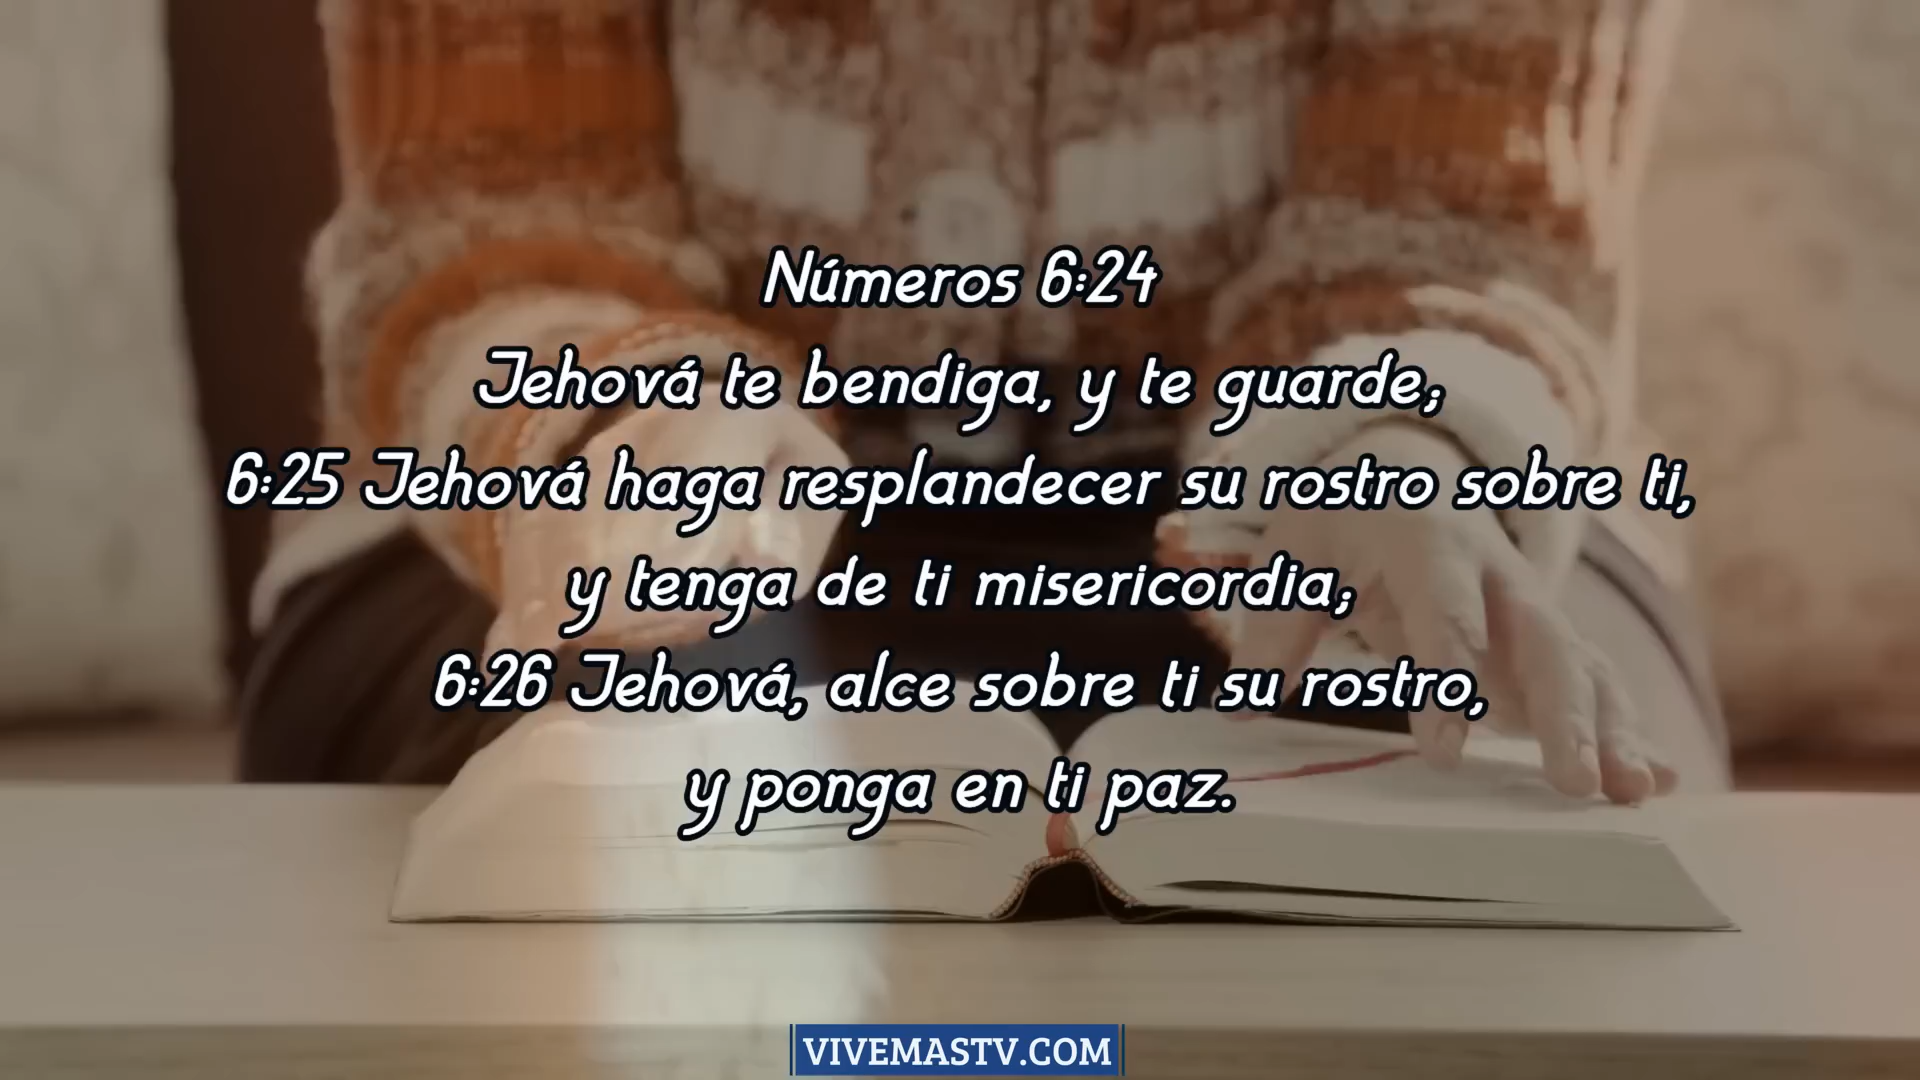 Números 6:24
Jehová te bendiga, y te guarde;
6:25 Jehová haga resplandecer su rostro sobre ti,
y tenga de ti misericordia;
6:26 Jehová, alce sobre ti su rostro,
y ponga en ti paz.
VIVEMASTV.COM